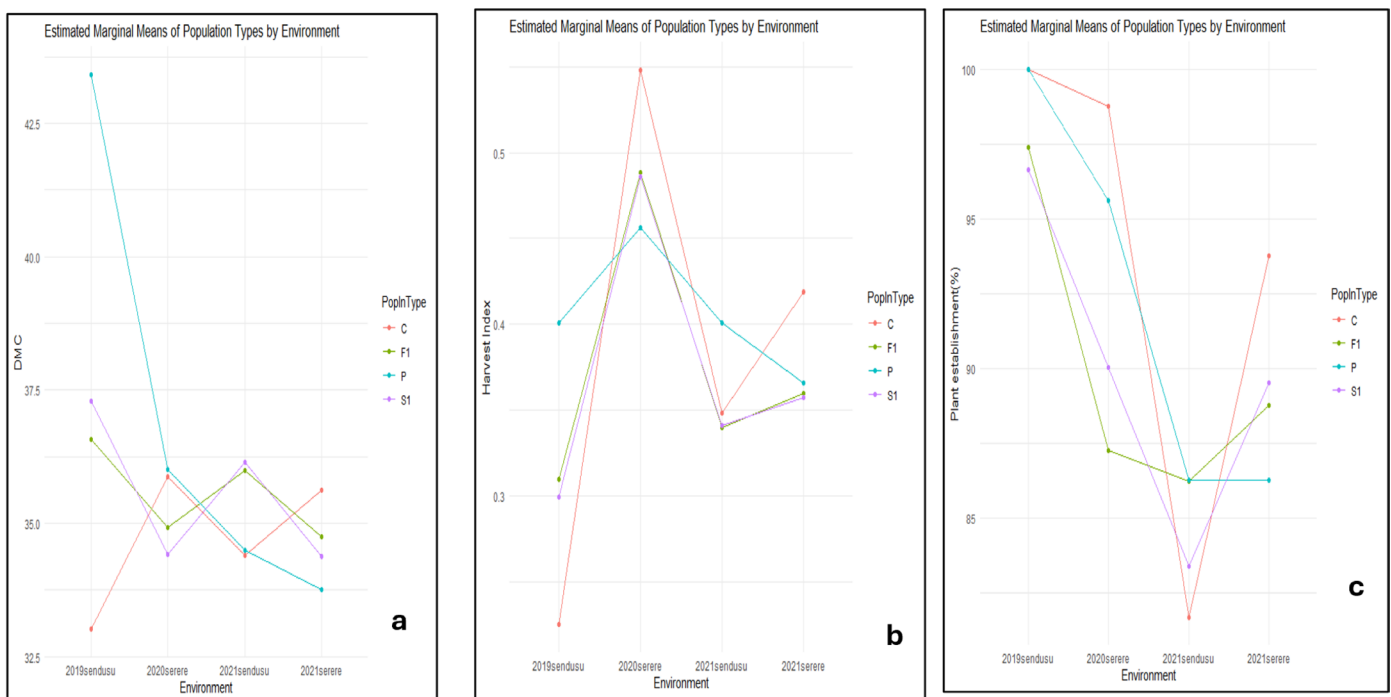 Estimated Marginal Means of Population Types by Environment
42.5
40.0
37.5
35.0
32.5
DMC
2019sendusu 2020serere 2021sendusu 2021serere
Environment
PoplnType
C
F1
P
S1
a
Estimated Marginal Means of Population Types by Environment
0.5
0.4
0.3
Harvest Index
2019sendusu 2020serere 2021sendusu 2021serere
Environment
PoplnType
C
F1
P
S1
b
Estimated Marginal Means of Population Types by Environment
100
95
90
85
Plant establishment(%)
2019sendusu 2020serere 2021sendusu 2021serere
Environment
PoplnType
C
F1
P
S1
c